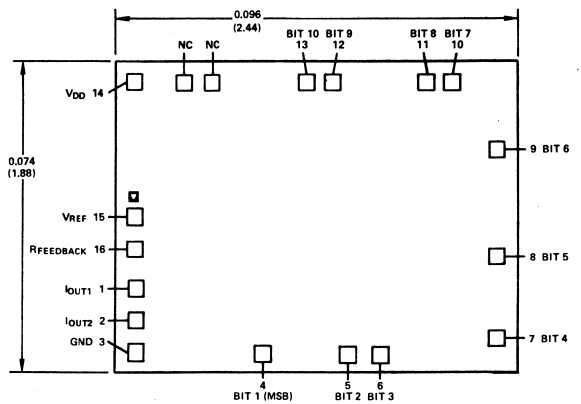 0.096
(2.44)
NC NC
BIT 10 BIT 9
13 12
BIT 8 BIT 7
11 10
VDD 14
0.074
(1.88)
9 BIT 6
VREF 15
RFEEDBACK 16
8 BIT 5
IOUT1 1
IOUT2 2
GND 3
7 BIT 4
4 5 6
BIT 1 (MSB) BIT 2 BIT 3